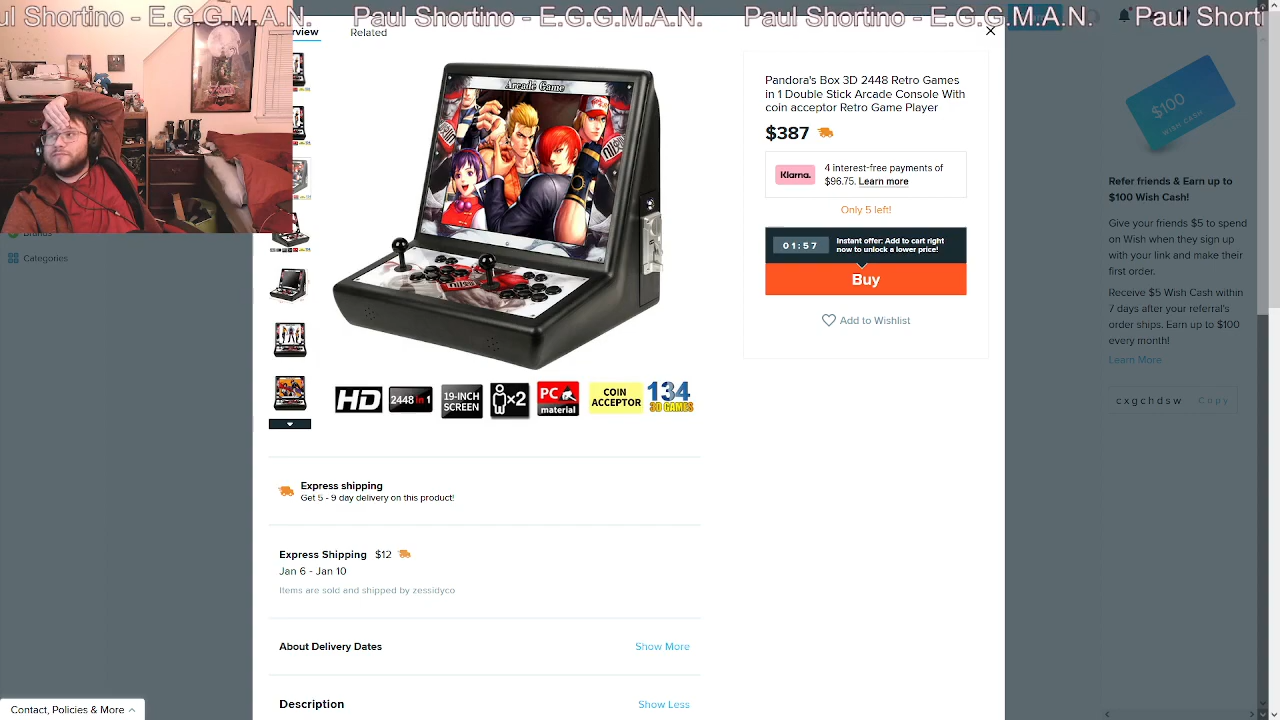 ul Shortino - E.G.G.M.A.N. Paul Shortino - E.G.G.M.A.N. Paul Shortino - E.G.G.M.A.N. Paul Shorti
rview Related
Arcade Game
HD
2448 in 1
19-INCH
SCREEN
×2
PC
material
COIN
ACCEPTOR
134
3D GAMES
Express shipping
Get 5 - 9 day delivery on this product!
Express Shipping $12
Jan 6 - Jan 10
Items are sold and shipped by zessidyco
About Delivery Dates Show More
Description Show Less
Pandora's Box 3D 2448 Retro Games
in 1 Double Stick Arcade Console With
coin acceptor Retro Game Player
$387
Klarna.
4 interest-free payments of
$96.75. Learn more
Only 5 left!
01:57
Instant offer: Add to cart right
now to unlock a lower price!
Buy
Add to Wishlist
$100
WISH CASH
Refer friends & Earn up to
$100 Wish Cash!
Give your friends $5 to spend
on Wish when they sign up
with your link and make their
first order.
Receive $5 Wish Cash within
7 days after your referral's
order ships. Earn up to $100
every month!
Learn More
cxgchdsw Copy
Brands
Categories
Contact, Policies & More